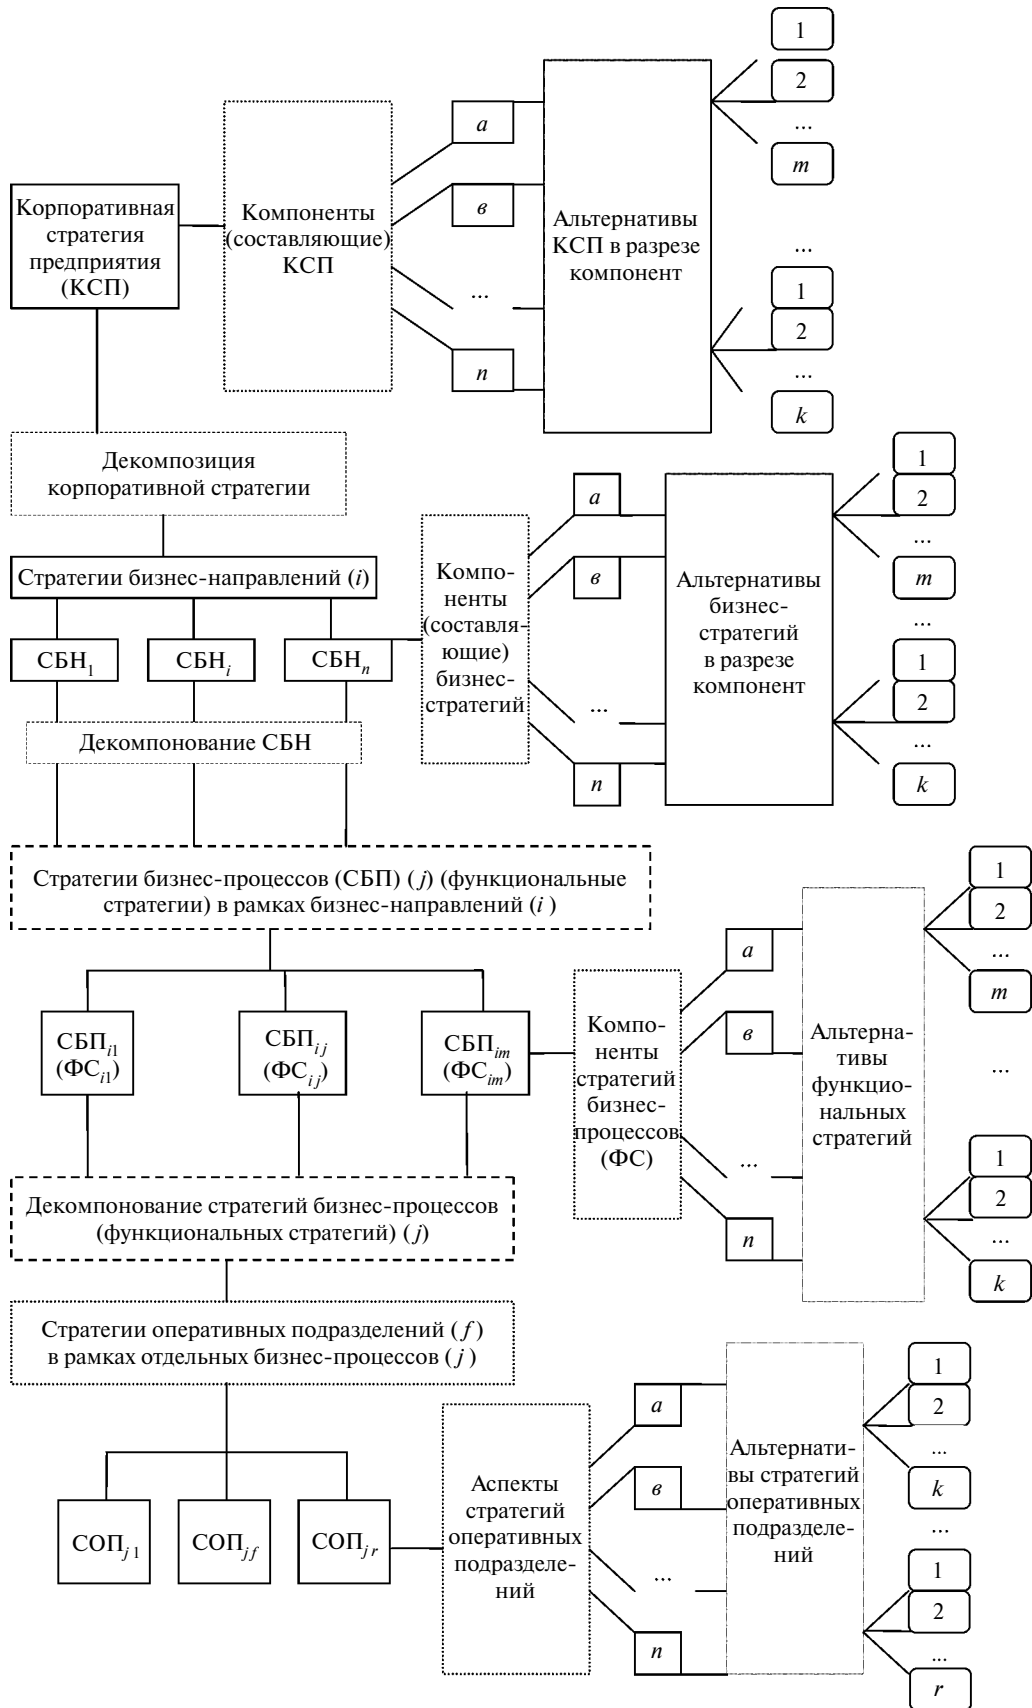 1
2
...
m
a
в
...
n
Корпоративная
стратегия
предприятия
(КСП)
Компоненты
(составляющие)
КСП
Альтернативы
КСП в разрезе
компонент
...
1
2
...
k
Декомпозиция
корпоративной стратегии
Стратегии бизнес-направлений (i)
СБН1
СБНi
СБНn
Декомпонование СБН
Компо-
ненты
(составля-
ющие)
бизнес-
стратегий
a
в
...
n
Альтернативы
бизнес-
стратегий
в разрезе
компонент
1
2
...
m
...
1
2
...
k
Стратегии бизнес-процессов (СБП) (j) (функциональные
стратегии) в рамках бизнес-направлений (i )
СБПi1
(ФСi1)
СБПij
(ФСij)
СБПim
(ФСim)
Компо-
ненты
стратегий
бизнес-
процессов
(ФС)
a
в
...
n
Альтерна-
тивы
функцио-
нальных
стратегий
1
2
...
m
...
1
2
...
k
Декомпонование стратегий бизнес-процессов
(функциональных стратегий) (j)
Стратегии оперативных подразделений (f)
в рамках отдельных бизнес-процессов (j )
СОПj1
СОПjf
СОПjr
Аспекты
стратегий
оперативных
подразделе-
ний
a
в
...
n
Альтернати-
вы стратегий
оперативных
подразделе-
ний
1
2
...
k
...
1
2
...
r